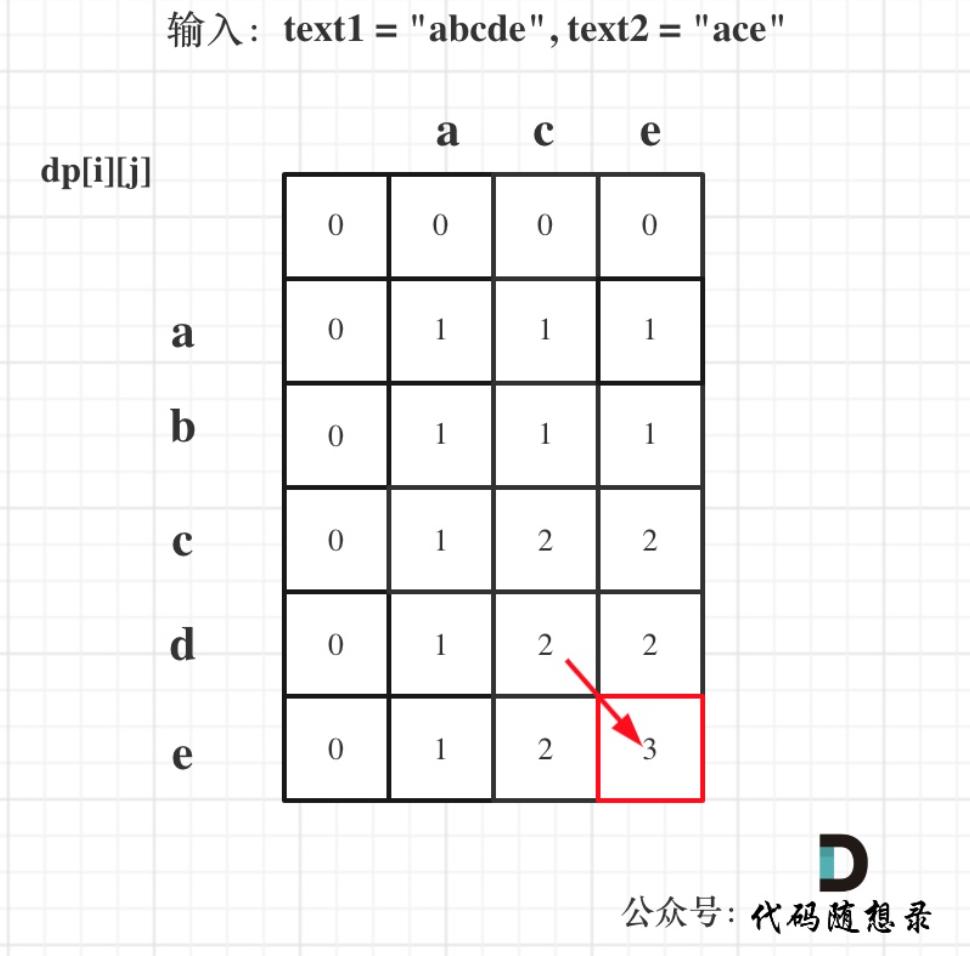 输入：text1 = "abcde", text2 = "ace"
a c e
dp[i][j]
0 0 0 0
a 0 1 1 1
b 0 1 1 1
c 0 1 2 2
d 0 1 2 2
e 0 1 2 3
D
公众号：代码随想录